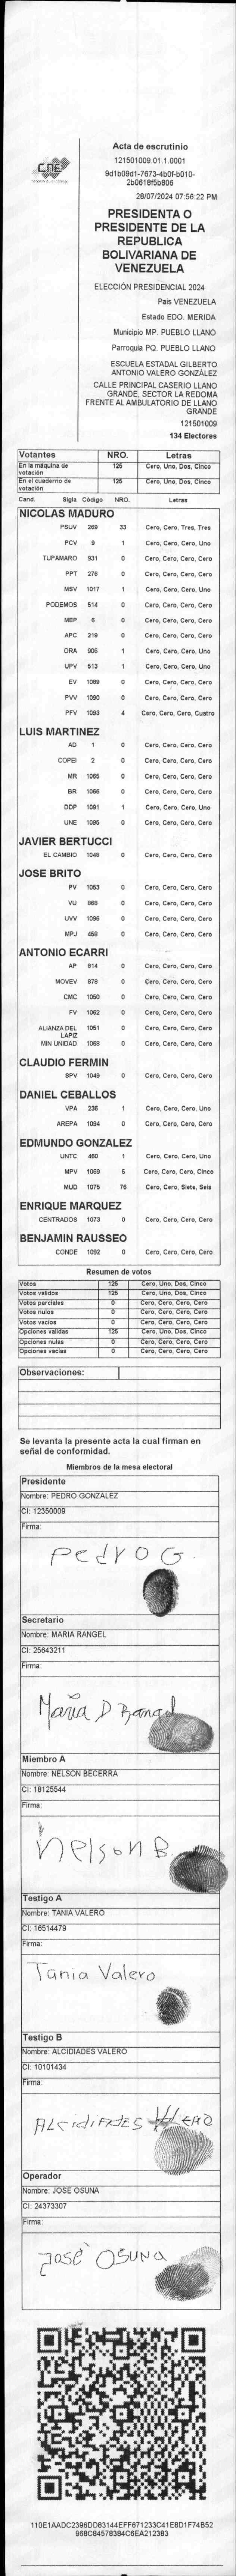 Acta de escrutinio
CNE
121501009.01.1.0001
9d1b09d1-7673-4b0f-b010-
2b0618f5b806
28/07/2024 07:56:22 PM
PRESIDENTA O
PRESIDENTE DE LA
REPUBLICA
BOLIVARIANA DE
VENEZUELA
ELECCIÓN PRESIDENCIAL 2024
Pais VENEZUELA
Estado EDO. MERIDA
Municipio MP. PUEBLO LLANO
Parroquia PQ. PUEBLO LLANO
ESCUELA ESTADAL GILBERTO
ANTONIO VALERO GONZÁLEZ
CALLE PRINCIPAL CASERIO LLANO
GRANDE, SECTOR LA REDOMA
FRENTE AL AMBULATORIO DE LLANO
GRANDE
121501009
134 Electores
Votantes NRO. Letras
En la máquina de votación 125 Cero, Uno, Dos, Cinco
En el cuaderno de votación 125 Cero, Uno, Dos, Cinco
Cand. Sigla Código NRO. Letras
NICOLAS MADURO
PSUV 269 33 Cero, Cero, Tres, Tres
PCV 9 1 Cero, Cero, Cero, Uno
TUPAMARO 931 0 Cero, Cero, Cero, Cero
PPT 276 0 Cero, Cero, Cero, Cero
MSV 1017 1 Cero, Cero, Cero, Uno
PODEMOS 514 0 Cero, Cero, Cero, Cero
MEP 6 0 Cero, Cero, Cero, Cero
APC 219 0 Cero, Cero, Cero, Cero
ORA 906 1 Cero, Cero, Cero, Uno
UPV 513 1 Cero, Cero, Cero, Uno
EV 1089 0 Cero, Cero, Cero, Cero
PVV 1090 0 Cero, Cero, Cero, Cero
PFV 1093 4 Cero, Cero, Cero, Cuatro
LUIS MARTINEZ
AD 1 0 Cero, Cero, Cero, Cero
COPEI 2 0 Cero, Cero, Cero, Cero
MR 1065 0 Cero, Cero, Cero, Cero
BR 1066 0 Cero, Cero, Cero, Cero
DDP 1091 1 Cero, Cero, Cero, Uno
UNE 1095 0 Cero, Cero, Cero, Cero
JAVIER BERTUCCI
EL CAMBIO 1046 0 Cero, Cero, Cero, Cero
JOSE BRITO
PV 1053 0 Cero, Cero, Cero, Cero
VU 868 0 Cero, Cero, Cero, Cero
UVV 1096 0 Cero, Cero, Cero, Cero
MPJ 458 0 Cero, Cero, Cero, Cero
ANTONIO ECARRI
AP 814 0 Cero, Cero, Cero, Cero
MOVEV 878 0 Cero, Cero, Cero, Cero
CMC 1050 0 Cero, Cero, Cero, Cero
FV 1062 0 Cero, Cero, Cero, Cero
ALIANZA DEL LAPIZ 1051 0 Cero, Cero, Cero, Cero
MIN UNIDAD 1069 0 Cero, Cero, Cero, Cero
CLAUDIO FERMIN
SPV 1049 0 Cero, Cero, Cero, Cero
DANIEL CEBALLOS
VPA 236 1 Cero, Cero, Cero, Uno
AREPA 1094 0 Cero, Cero, Cero, Cero
EDMUNDO GONZALEZ
UNTC 460 1 Cero, Cero, Cero, Uno
MPV 1069 5 Cero, Cero, Cero, Cinco
MUD 1075 76 Cero, Cero, Siete, Seis
ENRIQUE MARQUEZ
CENTRADOS 1073 0 Cero, Cero, Cero, Cero
BENJAMIN RAUSSEO
CONDE 1092 0 Cero, Cero, Cero, Cero
Resumen de votos
Votos 125 Cero, Uno, Dos, Cinco
Votos validos 125 Cero, Uno, Dos, Cinco
Votos parciales 0 Cero, Cero, Cero, Cero
Votos nulos 0 Cero, Cero, Cero, Cero
Votos vacios 0 Cero, Cero, Cero, Cero
Opciones validas 125 Cero, Uno, Dos, Cinco
Opciones nulas 0 Cero, Cero, Cero, Cero
Opciones vacias 0 Cero, Cero, Cero, Cero
Observaciones:
Se levanta la presente acta la cual firman en
señal de conformidad.
Miembros de la mesa electoral
Presidente
Nombre: PEDRO GONZALEZ
CI: 12350009
Firma:
Pedro G
Secretario
Nombre: MARIA RANGEL
CI: 25643211
Firma:
Maria D Rangel
Miembro A
Nombre: NELSON BECERRA
CI: 18125544
Firma:
Nelson B
Testigo A
Nombre: TANIA VALERO
CI: 16514479
Firma:
Tania Valero
Testigo B
Nombre: ALCIDIADES VALERO
CI: 10101434
Firma:
ALcidiADES VALERO
Operador
Nombre: JOSE OSUNA
CI: 24373307
Firma:
José OSUNA
110E1AADC2396DD83144EFF671233C41E8D1F74B52
968C84578384C6EA212383